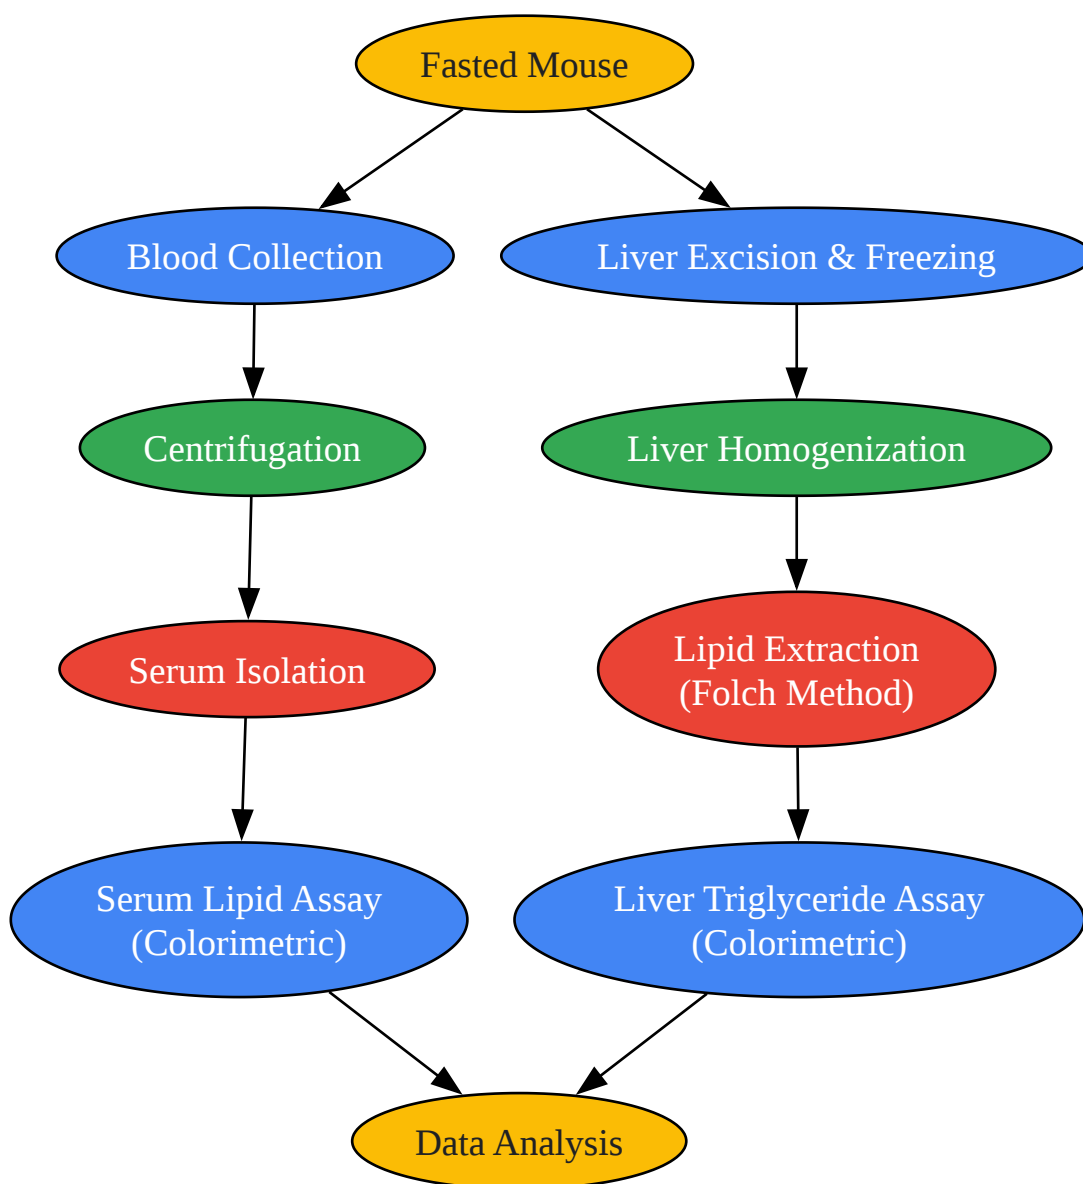 Fasted Mouse
Blood Collection
Liver Excision & Freezing
Centrifugation
Liver Homogenization
Serum Isolation
Lipid Extraction
(Folch Method)
Serum Lipid Assay
(Colorimetric)
Liver Triglyceride Assay
(Colorimetric)
Data Analysis